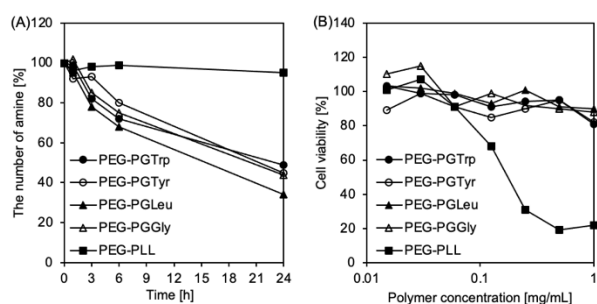 (A)
120
100
80
60
40
20
0
The number of amine [%]
PEG-PGTrp
PEG-PGTyr
PEG-PGLeu
PEG-PGGly
PEG-PLL
0 3 6 9 12 15 18 21 24
Time [h]
(B)
140
120
100
80
60
40
20
0
Cell viability [%]
PEG-PGTrp
PEG-PGTyr
PEG-PGLeu
PEG-PGGly
PEG-PLL
0.01 0.1 1
Polymer concentration [mg/mL]